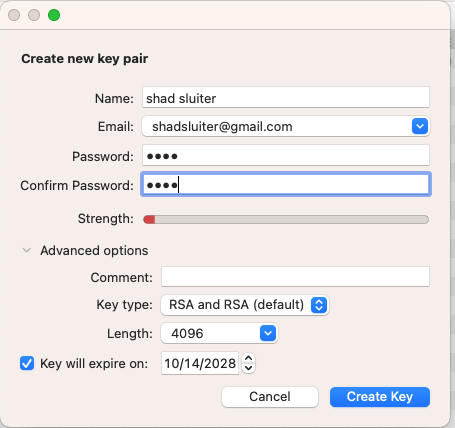 Create new key pair
Name: shad sluiter
Email: shadsluiter@gmail.com
Password: ••••
Confirm Password: ••••
Strength:
Advanced options
Comment:
Key type: RSA and RSA (default)
Length: 4096
Key will expire on: 10/14/2028
Cancel Create Key